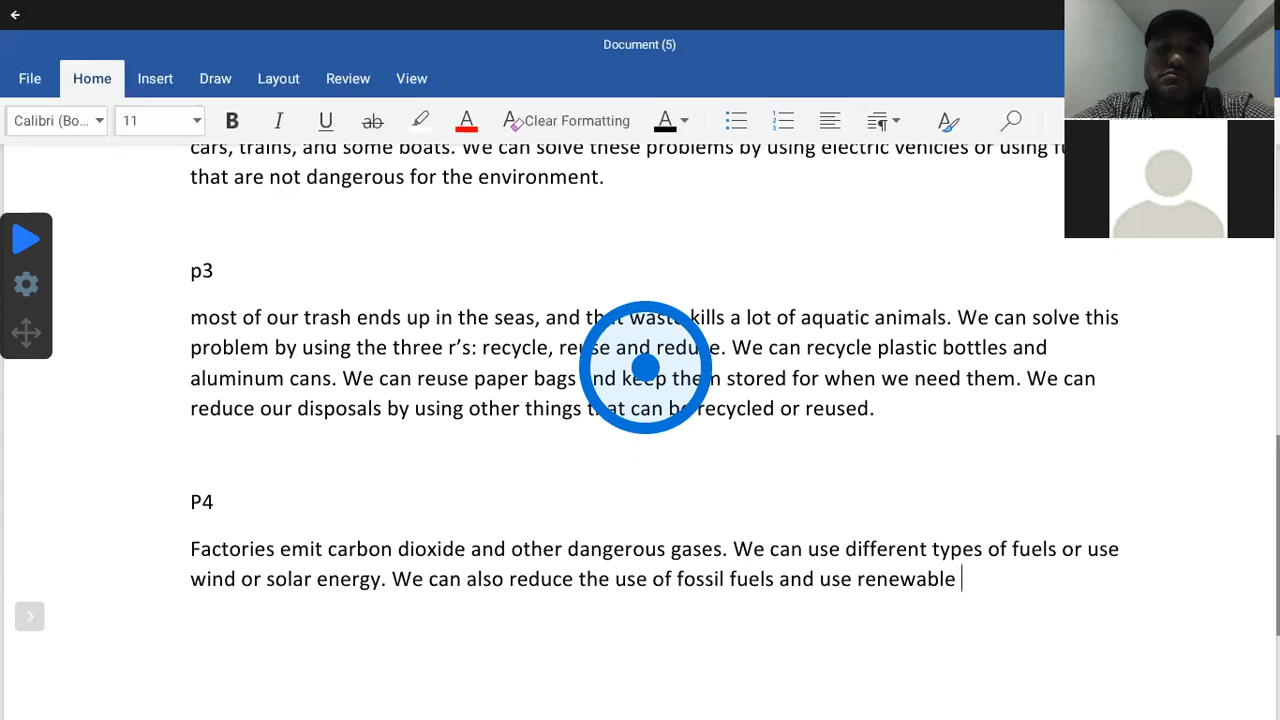 Document (5)
File Home Insert Draw Layout Review View
Calibri (Bo... 11 B I U ab A Clear Formatting A
cars, trains, and some boats. We can solve these problems by using electric vehicles or using
that are not dangerous for the environment.
p3
most of our trash ends up in the seas, and that waste kills a lot of aquatic animals. We can solve this
problem by using the three r’s: recycle, reuse and reduce. We can recycle plastic bottles and
aluminum cans. We can reuse paper bags and keep them stored for when we need them. We can
reduce our disposals by using other things that can be recycled or reused.
P4
Factories emit carbon dioxide and other dangerous gases. We can use different types of fuels or use
wind or solar energy. We can also reduce the use of fossil fuels and use renewable